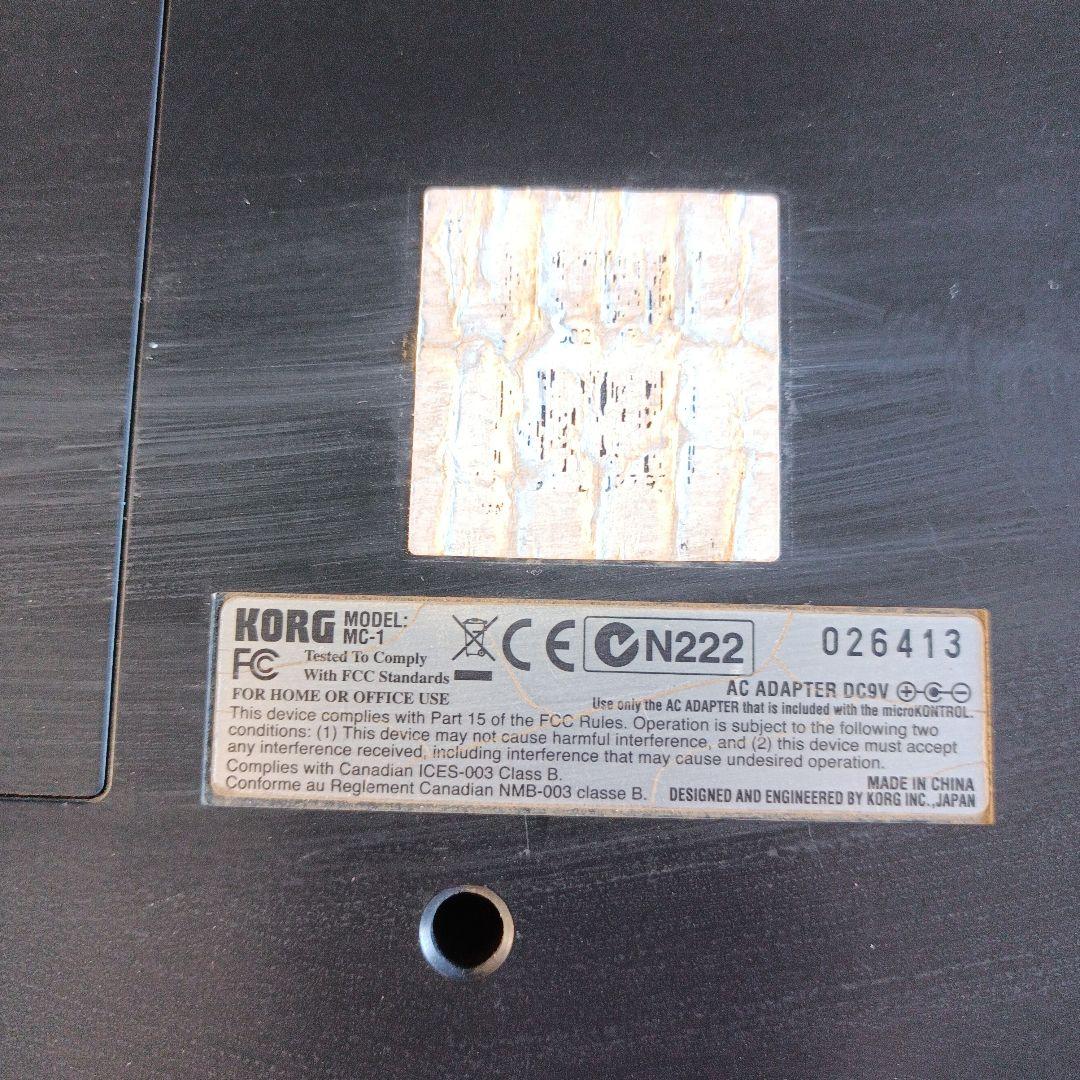 KORG MODEL: MC-1
FC Tested To Comply With FCC Standards
CE
N222
026413
FOR HOME OR OFFICE USE
AC ADAPTER DC9V
Use only the AC ADAPTER that is included with the microKONTROL.
This device complies with Part 15 of the FCC Rules. Operation is subject to the following two
conditions: (1) This device may not cause harmful interference, and (2) this device must accept
any interference received, including interference that may cause undesired operation.
Complies with Canadian ICES-003 Class B.
Conforme au Reglement Canadian NMB-003 classe B.
MADE IN CHINA
DESIGNED AND ENGINEERED BY KORG INC.,JAPAN